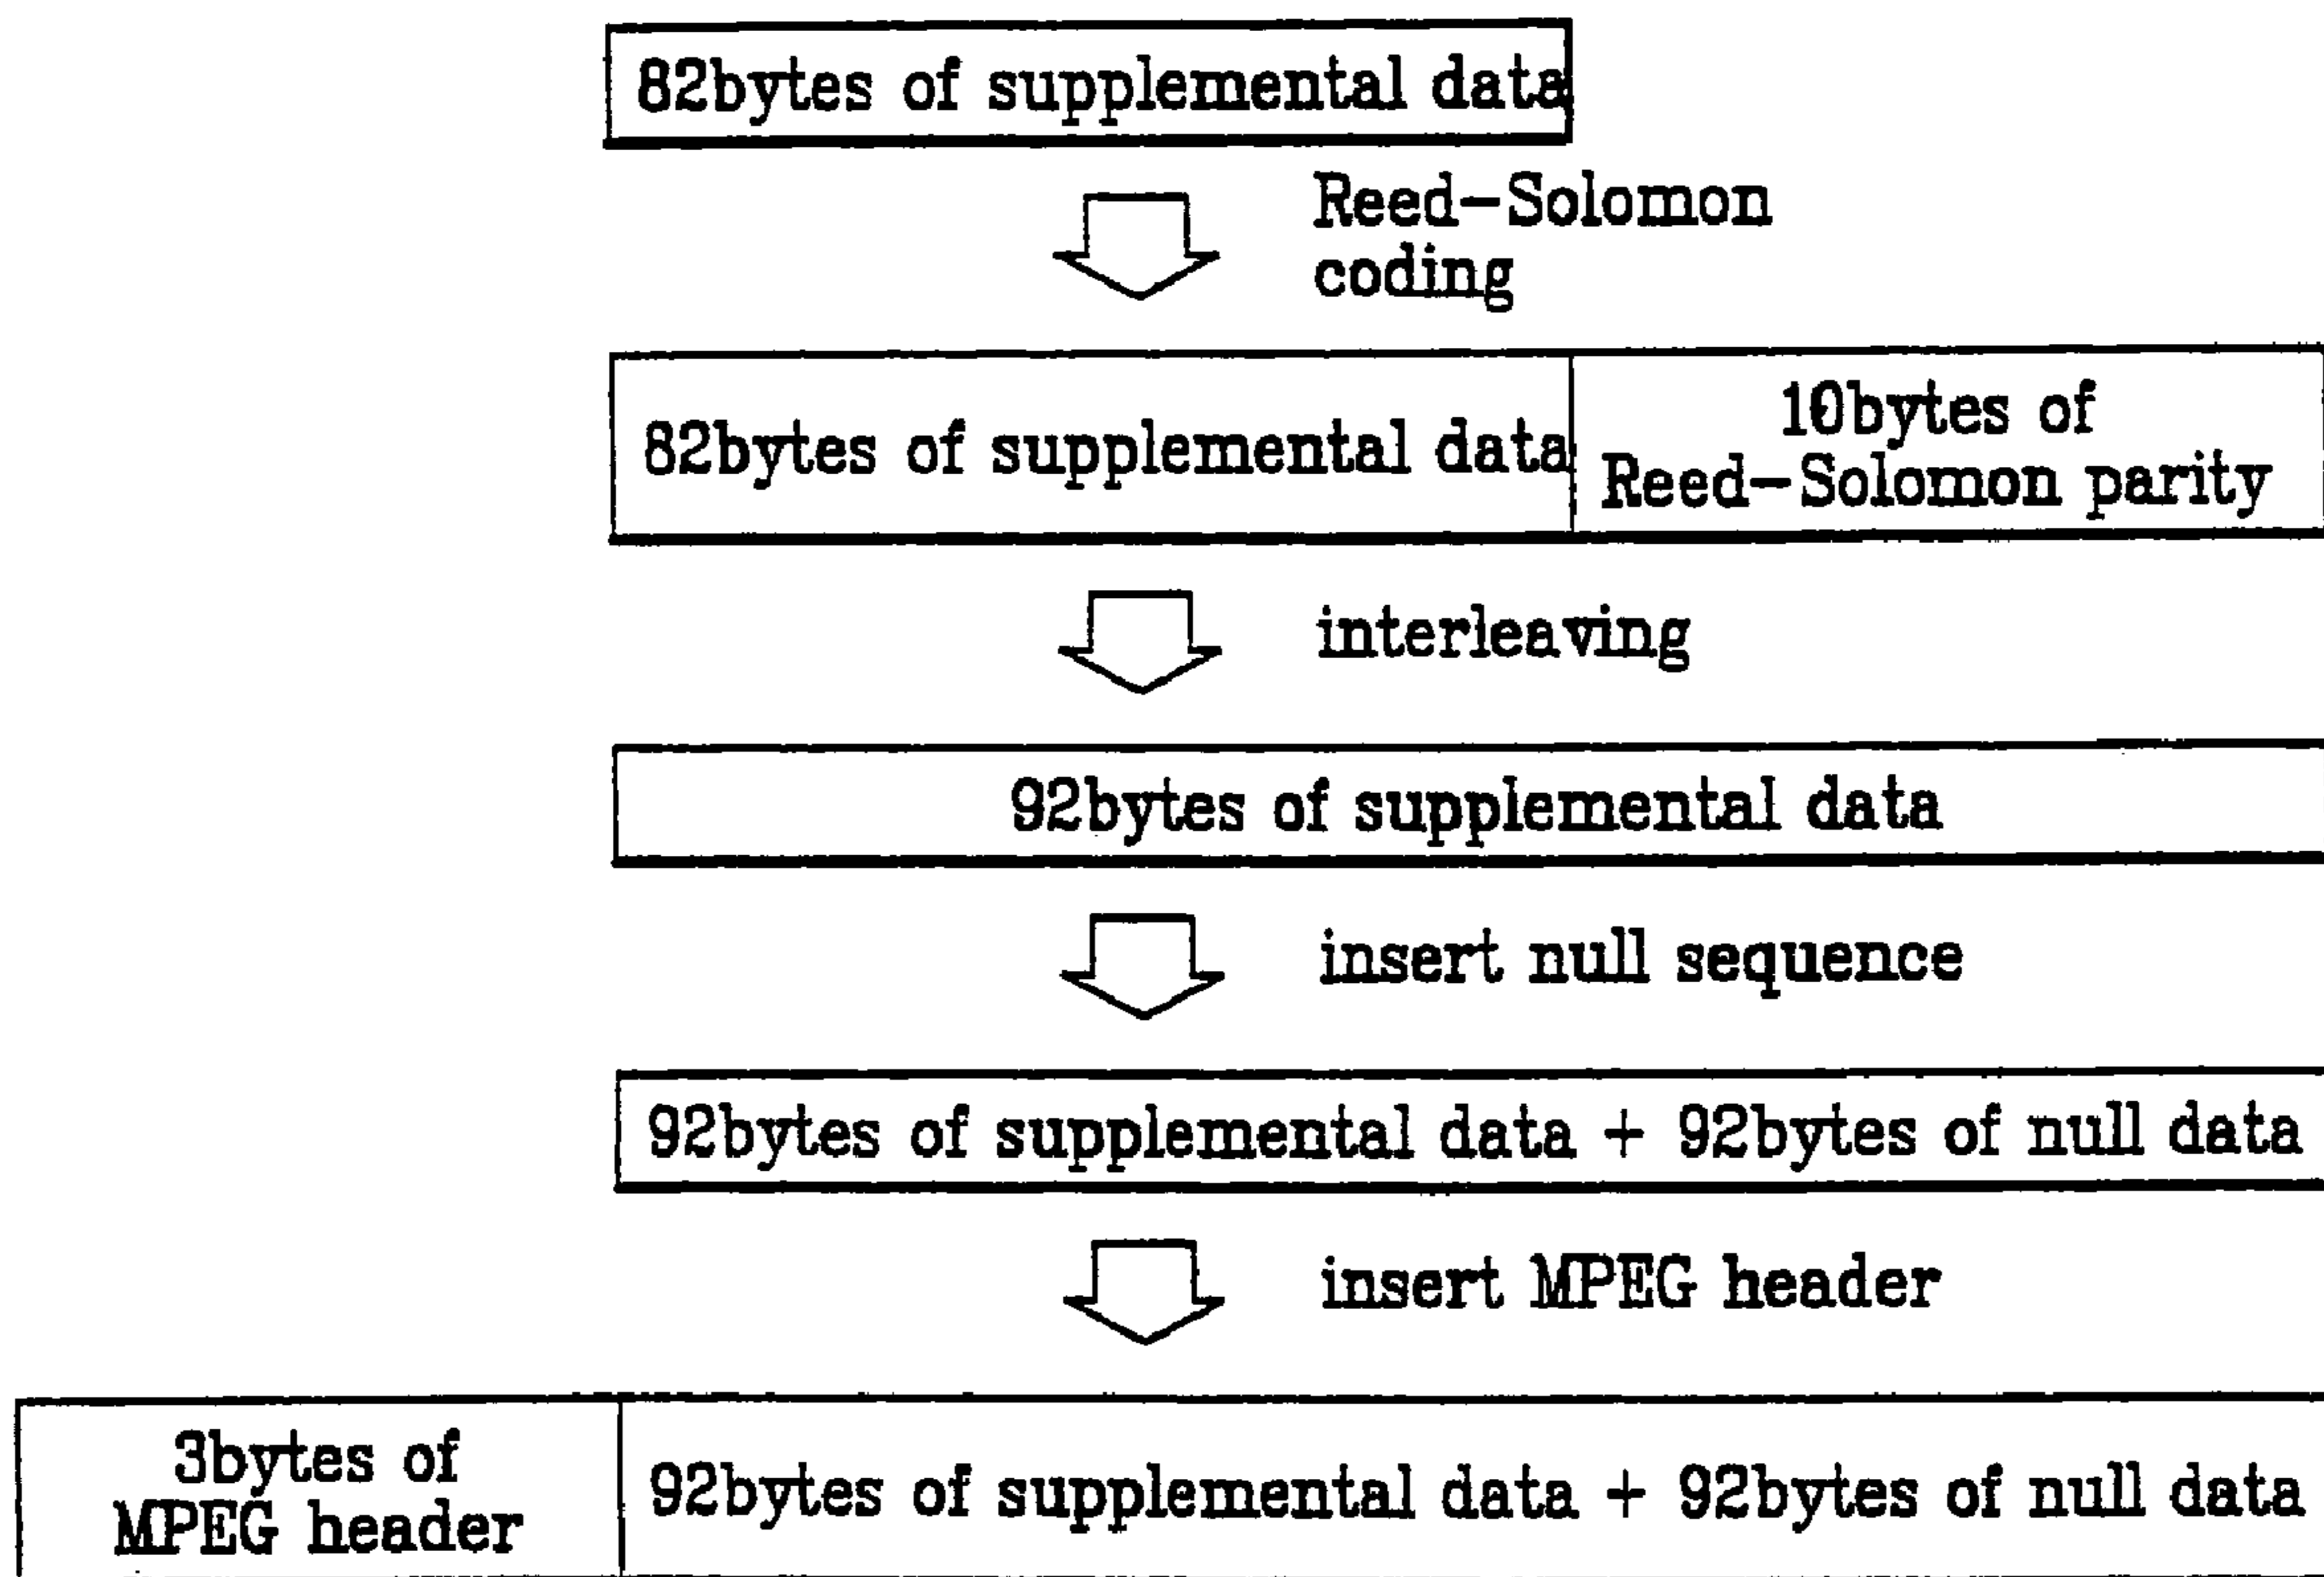 82bytes of supplemental data
Reed-Solomon
coding
82bytes of supplemental data
10bytes of
Reed-Solomon parity
interleaving
92bytes of supplemental data
insert null sequence
92bytes of supplemental data + 92bytes of null data
insert MPEG header
3bytes of
MPEG header
92bytes of supplemental data + 92bytes of null data